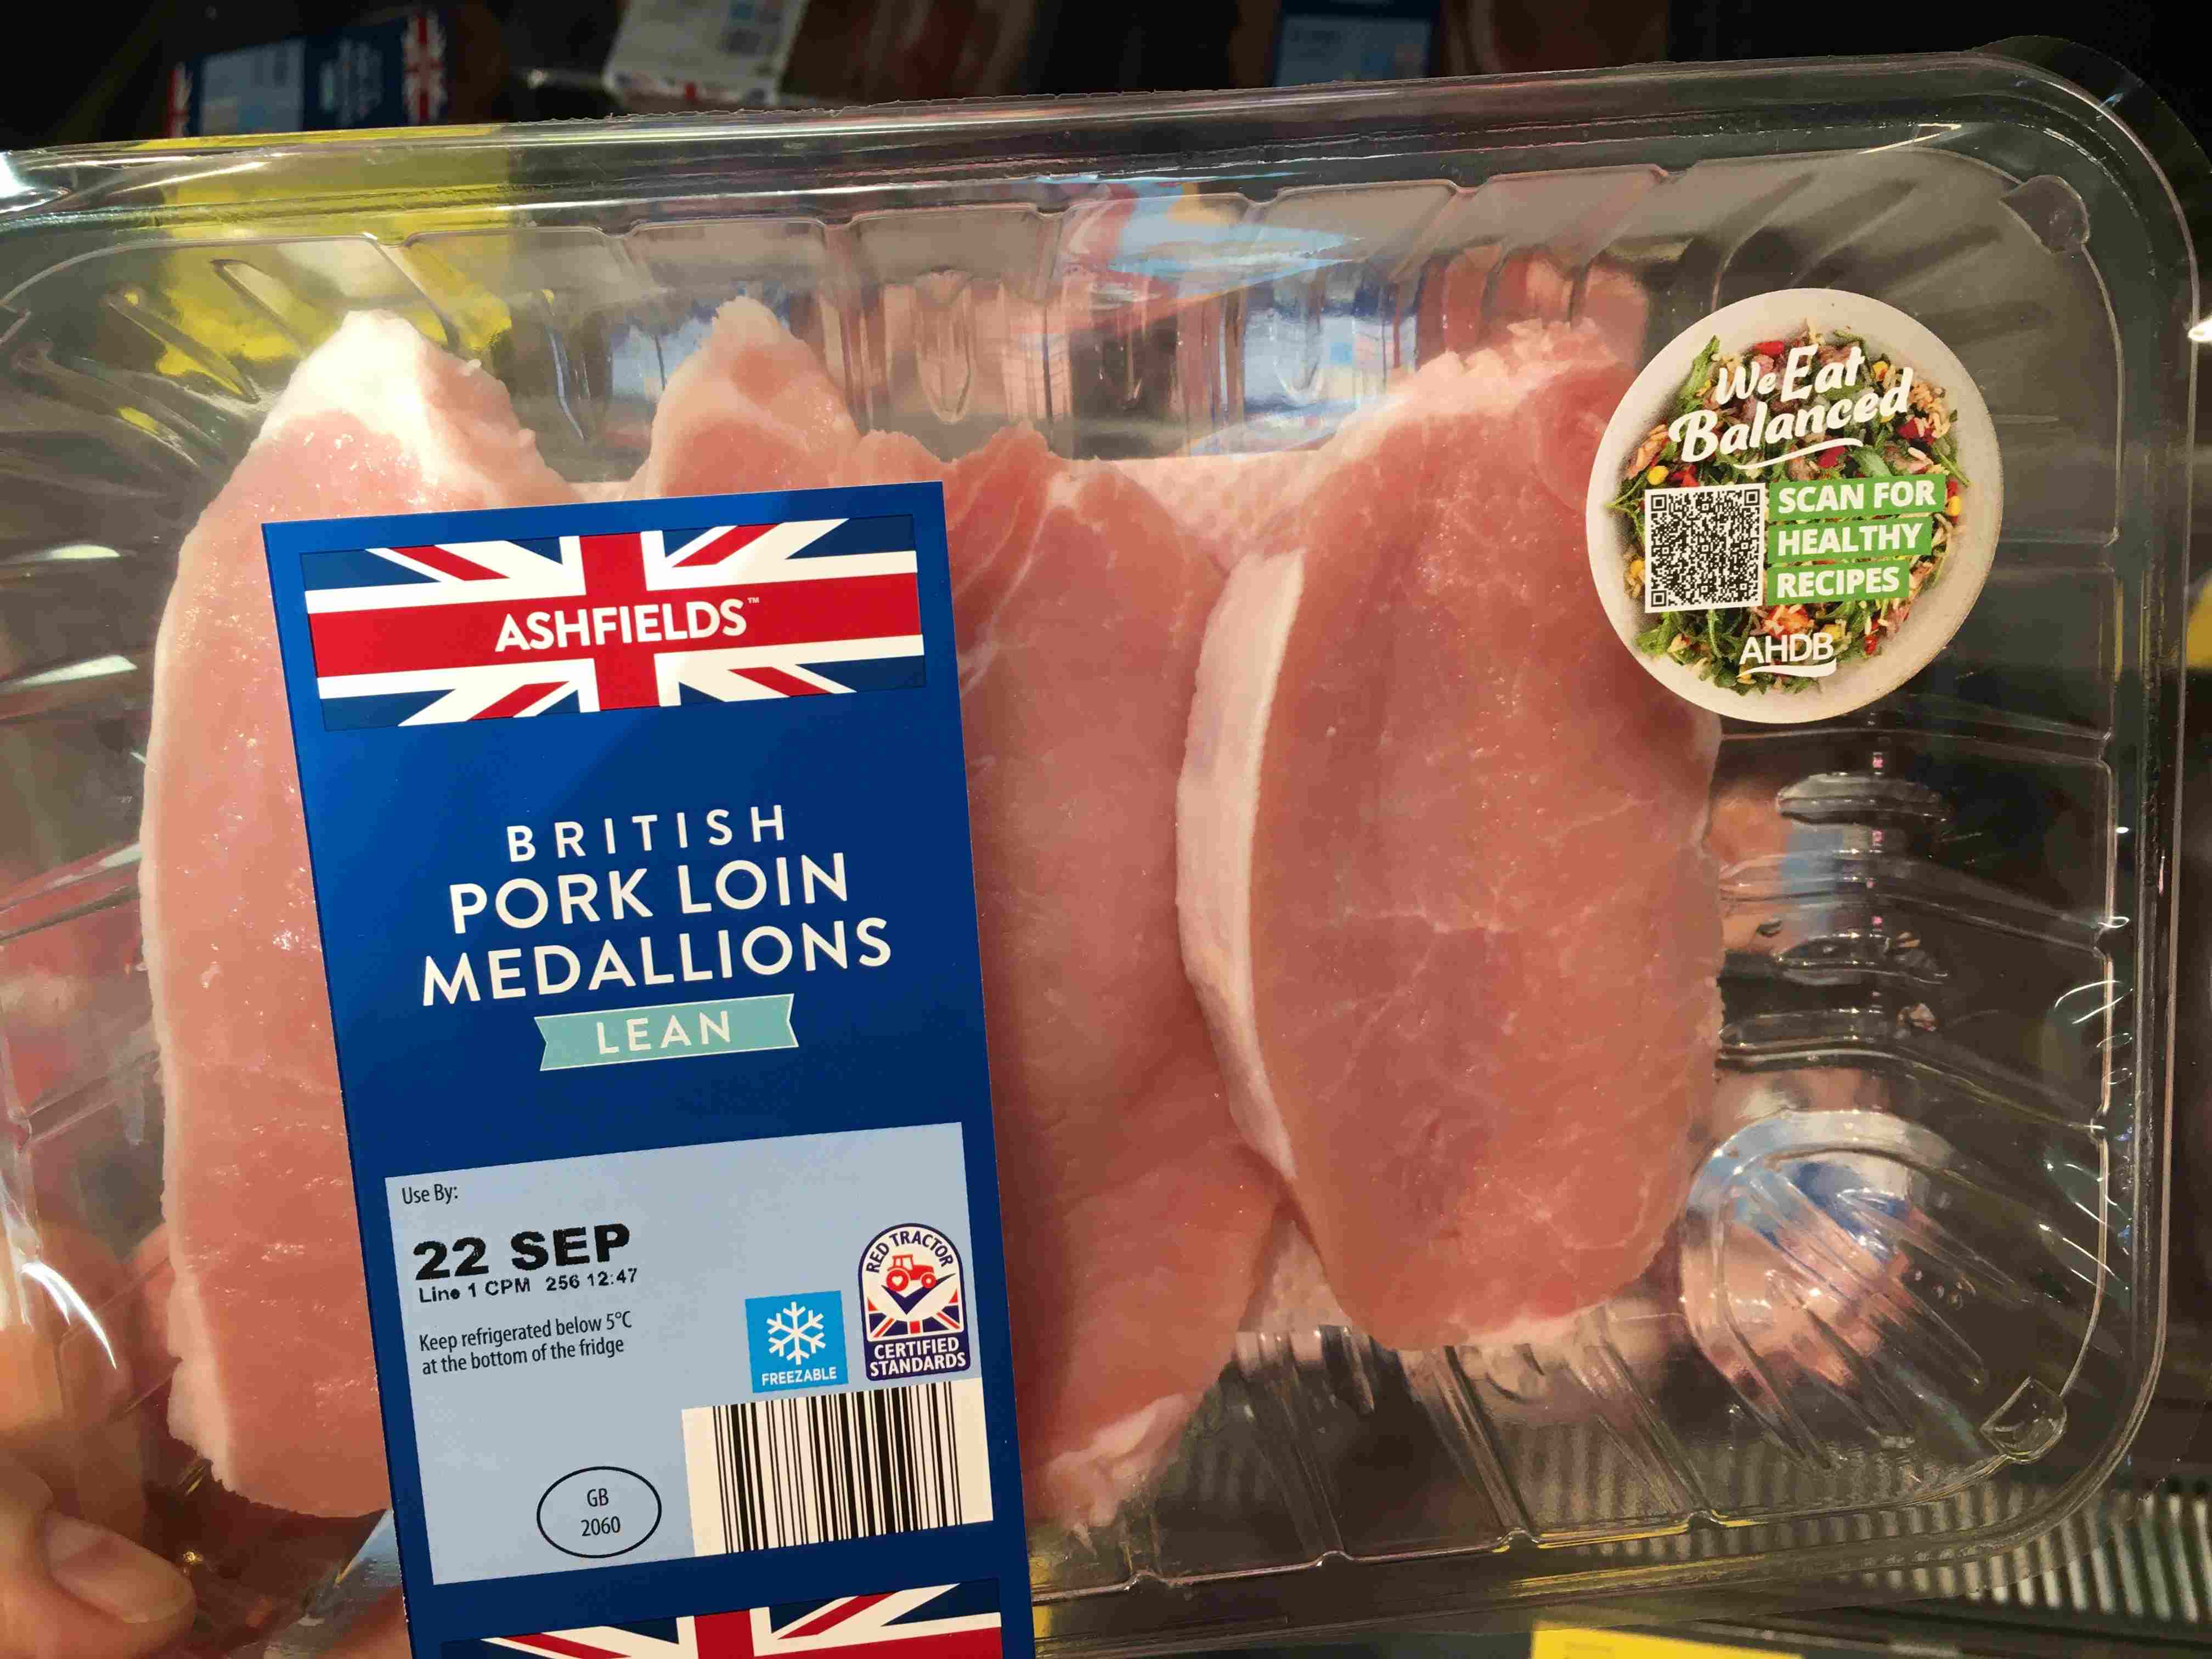 ASHFIELDS™
BRITISH
PORK LOIN
MEDALLIONS
LEAN
Use By:
22 SEP
Line 1 CPM 256 12:47
Keep refrigerated below 5°C
at the bottom of the fridge
FREEZABLE
RED TRACTOR
CERTIFIED
STANDARDS
GB
2060
We Eat
Balanced
SCAN FOR
HEALTHY
RECIPES
AHDB